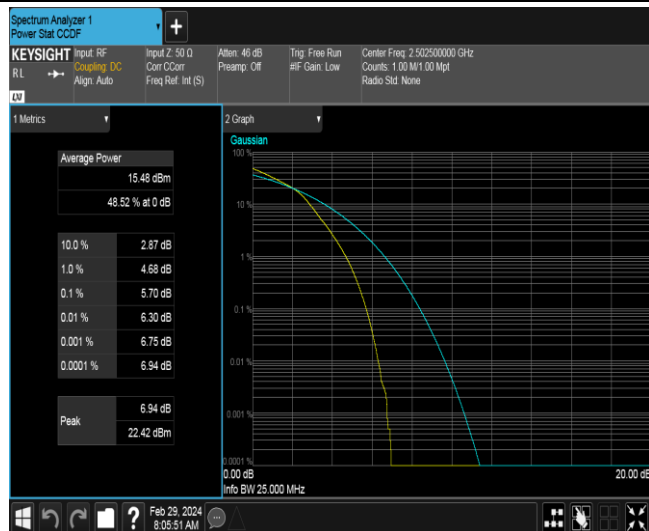 Spectrum Analyzer 1
Power Stat CCDF
+
KEYSIGHT
RL
Input: RF
Coupling: DC
Align: Auto
Input Z: 50 Ω
Corr CCorr
Freq Ref: Int (S)
Atten: 46 dB
Preamp: Off
Trig: Free Run
#IF Gain: Low
Center Freq: 2.502500000 GHz
Counts: 1.00 M/1.00 Mpt
Radio Std: None
1 Metrics
Average Power
15.48 dBm
48.52 % at 0 dB
10.0 % 2.87 dB
1.0 % 4.68 dB
0.1 % 5.70 dB
0.01 % 6.30 dB
0.001 % 6.75 dB
0.0001 % 6.94 dB
Peak
6.94 dB
22.42 dBm
2 Graph
Gaussian
100 %
10 %
1 %
0.1 %
0.01 %
0.001 %
0.0001 %
0.00 dB 20.00 dB
Info BW 25.000 MHz
?
Feb 29, 2024
8:05:51 AM